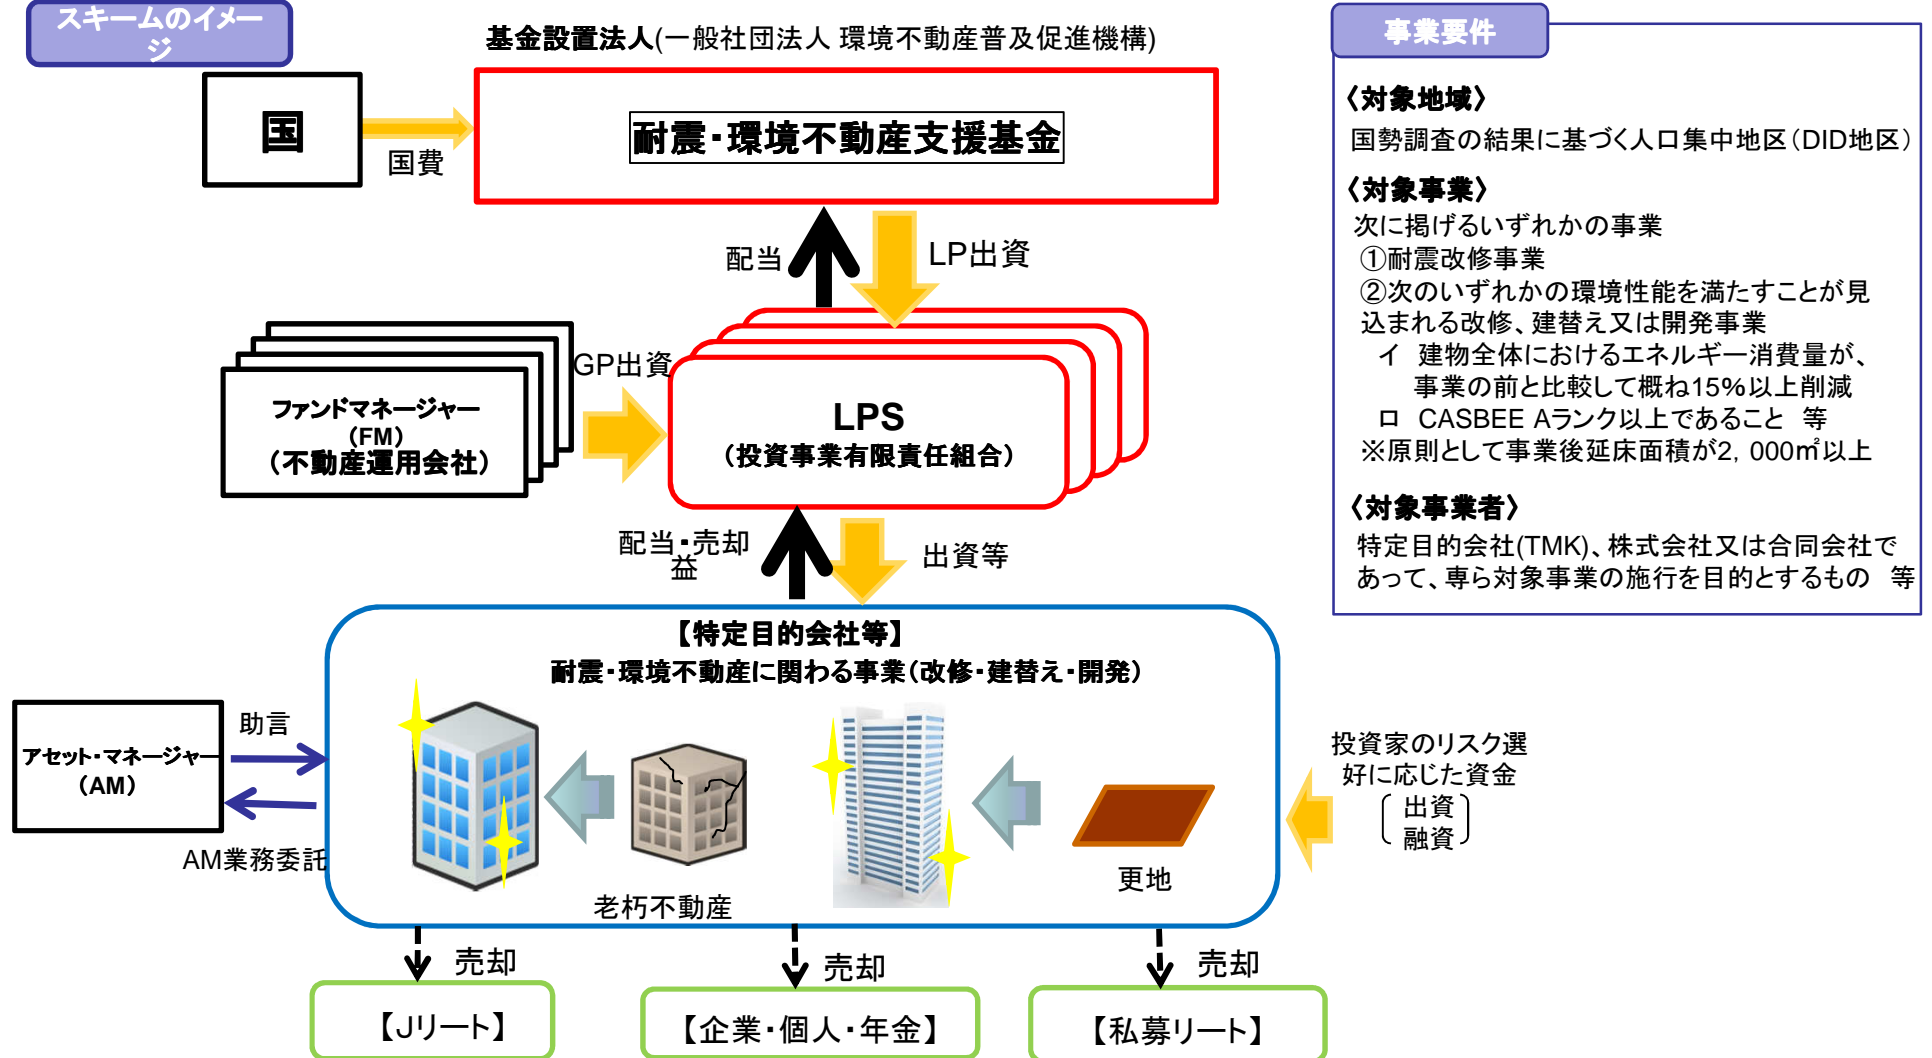 スキームのイメー
ジ
基金設置法人(一般社団法人 環境不動産普及促進機構)
国
国費
耐震・環境不動産支援基金
配当
LP出資
ファンドマネージャー
（FM）
（不動産運用会社）
GP出資
LPS
（投資事業有限責任組合）
配当・売却
益
出資等
【特定目的会社等】
耐震・環境不動産に関わる事業（改修・建替え・開発）
アセット・マネージャー
（AM）
助言
AM業務委託
老朽不動産
更地
投資家のリスク選
好に応じた資金
出資
融資
売却
売却
売却
【Jリート】
【企業・個人・年金】
【私募リート】
事業要件
〈対象地域〉
国勢調査の結果に基づく人口集中地区（DID地区）
〈対象事業〉
次に掲げるいずれかの事業
①耐震改修事業
②次のいずれかの環境性能を満たすことが見
込まれる改修、建替え又は開発事業
イ 建物全体におけるエネルギー消費量が、
事業の前と比較して概ね15％以上削減
ロ CASBEE Aランク以上であること 等
※原則として事業後延床面積が2，000㎡以上
〈対象事業者〉
特定目的会社(TMK)、株式会社又は合同会社で
あって、専ら対象事業の施行を目的とするもの 等